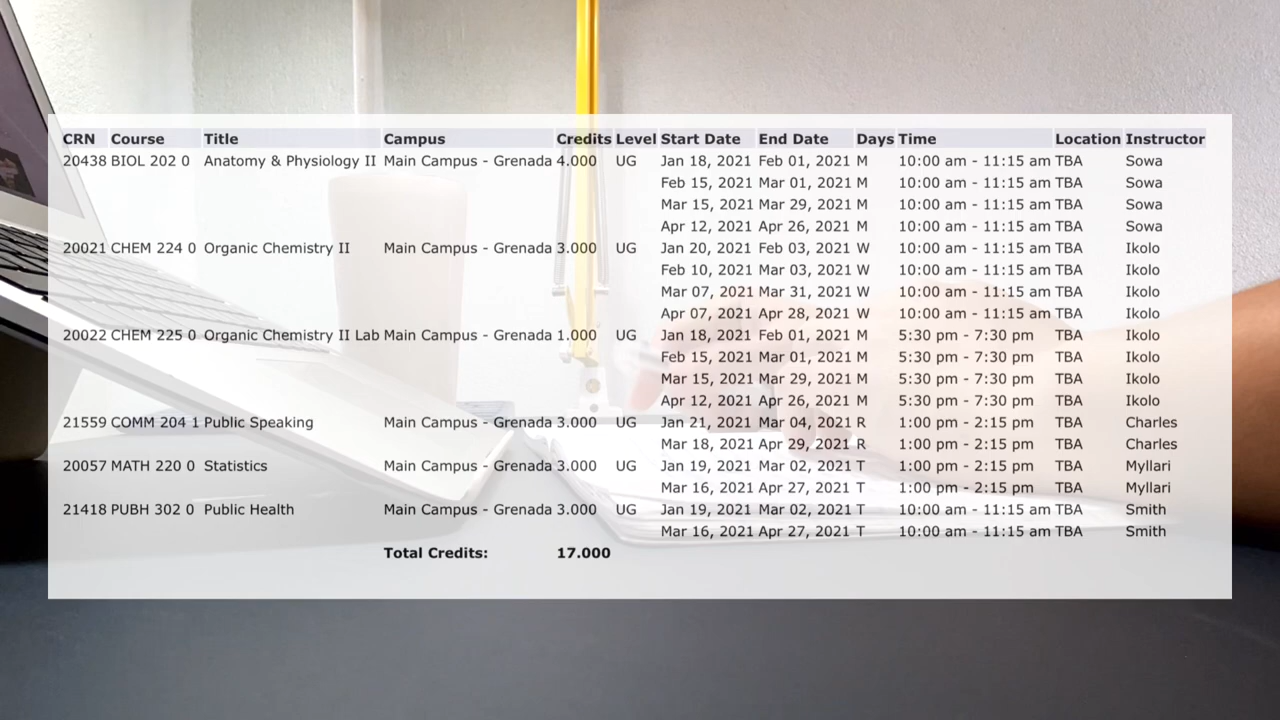 CRN Course Title Campus Credits Level Start Date End Date Days Time Location Instructor
20438 BIOL 202 0 Anatomy & Physiology II Main Campus - Grenada 4.000 UG Jan 18, 2021 Feb 01, 2021 M 10:00 am - 11:15 am TBA Sowa
Feb 15, 2021 Mar 01, 2021 M 10:00 am - 11:15 am TBA Sowa
Mar 15, 2021 Mar 29, 2021 M 10:00 am - 11:15 am TBA Sowa
Apr 12, 2021 Apr 26, 2021 M 10:00 am - 11:15 am TBA Sowa
20021 CHEM 224 0 Organic Chemistry II Main Campus - Grenada 3.000 UG Jan 20, 2021 Feb 03, 2021 W 10:00 am - 11:15 am TBA Ikolo
Feb 10, 2021 Mar 03, 2021 W 10:00 am - 11:15 am TBA Ikolo
Mar 07, 2021 Mar 31, 2021 W 10:00 am - 11:15 am TBA Ikolo
Apr 07, 2021 Apr 28, 2021 W 10:00 am - 11:15 am TBA Ikolo
20022 CHEM 225 0 Organic Chemistry II Lab Main Campus - Grenada 1.000 UG Jan 18, 2021 Feb 01, 2021 M 5:30 pm - 7:30 pm TBA Ikolo
Feb 15, 2021 Mar 01, 2021 M 5:30 pm - 7:30 pm TBA Ikolo
Mar 15, 2021 Mar 29, 2021 M 5:30 pm - 7:30 pm TBA Ikolo
Apr 12, 2021 Apr 26, 2021 M 5:30 pm - 7:30 pm TBA Ikolo
21559 COMM 204 1 Public Speaking Main Campus - Grenada 3.000 UG Jan 21, 2021 Mar 04, 2021 R 1:00 pm - 2:15 pm TBA Charles
Mar 18, 2021 Apr 29, 2021 R 1:00 pm - 2:15 pm TBA Charles
20057 MATH 220 0 Statistics Main Campus - Grenada 3.000 UG Jan 19, 2021 Mar 02, 2021 T 1:00 pm - 2:15 pm TBA Myllari
Mar 16, 2021 Apr 27, 2021 T 1:00 pm - 2:15 pm TBA Myllari
21418 PUBH 302 0 Public Health Main Campus - Grenada 3.000 UG Jan 19, 2021 Mar 02, 2021 T 10:00 am - 11:15 am TBA Smith
Mar 16, 2021 Apr 27, 2021 T 10:00 am - 11:15 am TBA Smith
Total Credits: 17.000